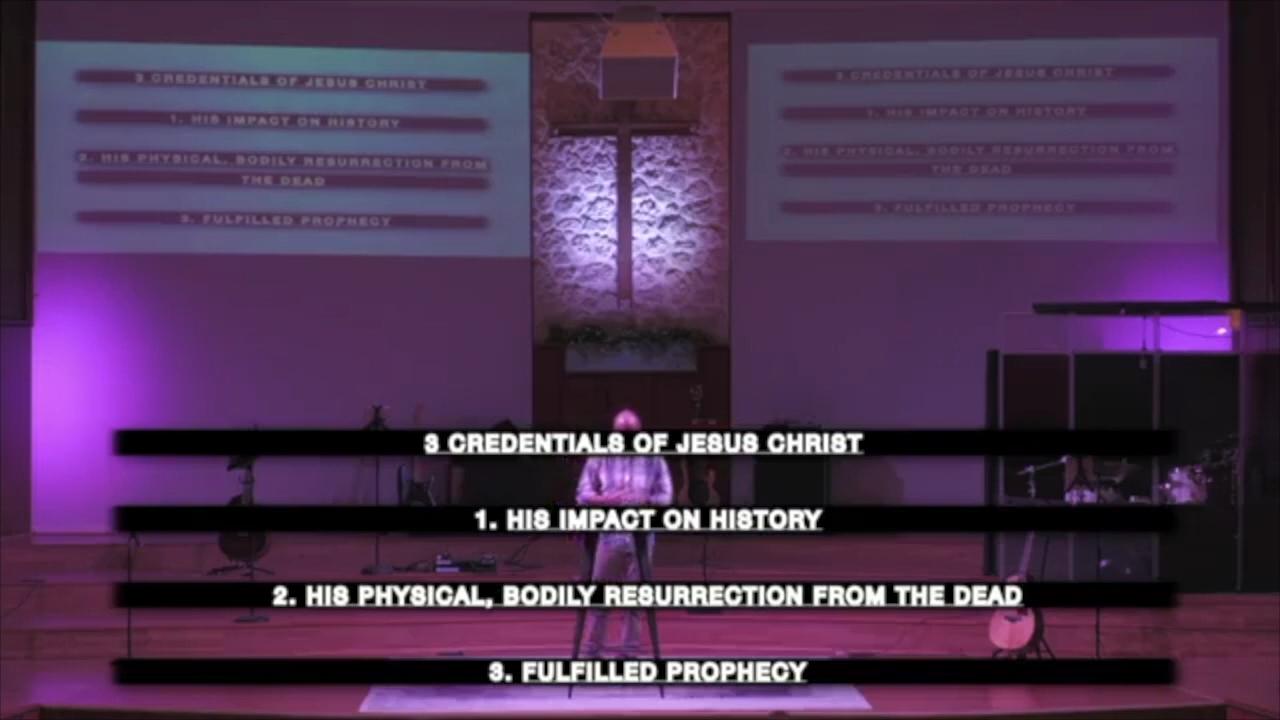 3 CREDENTIALS OF JESUS CHRIST
1. HIS IMPACT ON HISTORY
2. HIS PHYSICAL, BODILY RESURRECTION FROM
THE DEAD
3. FULFILLED PROPHECY
3 CREDENTIALS OF JESUS CHRIST
1. HIS IMPACT ON HISTORY
2. HIS PHYSICAL, BODILY RESURRECTION FROM
THE DEAD
3. FULFILLED PROPHECY
3 CREDENTIALS OF JESUS CHRIST
1. HIS IMPACT ON HISTORY
2. HIS PHYSICAL, BODILY RESURRECTION FROM THE DEAD
3. FULFILLED PROPHECY